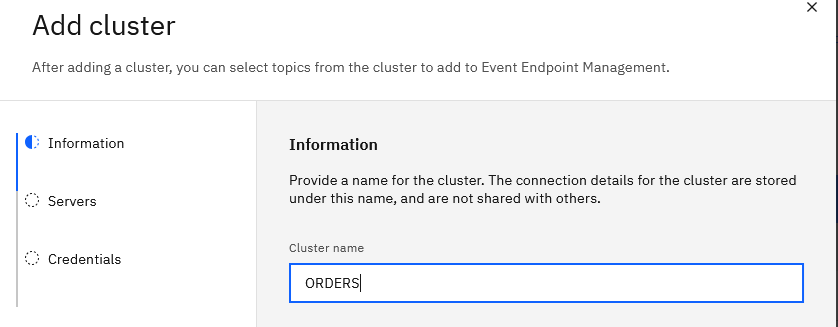 Add cluster
After adding a cluster, you can select topics from the cluster to add to Event Endpoint Management.
Information
Servers
Credentials
Information
Provide a name for the cluster. The connection details for the cluster are stored
under this name, and are not shared with others.
Cluster name
ORDERS